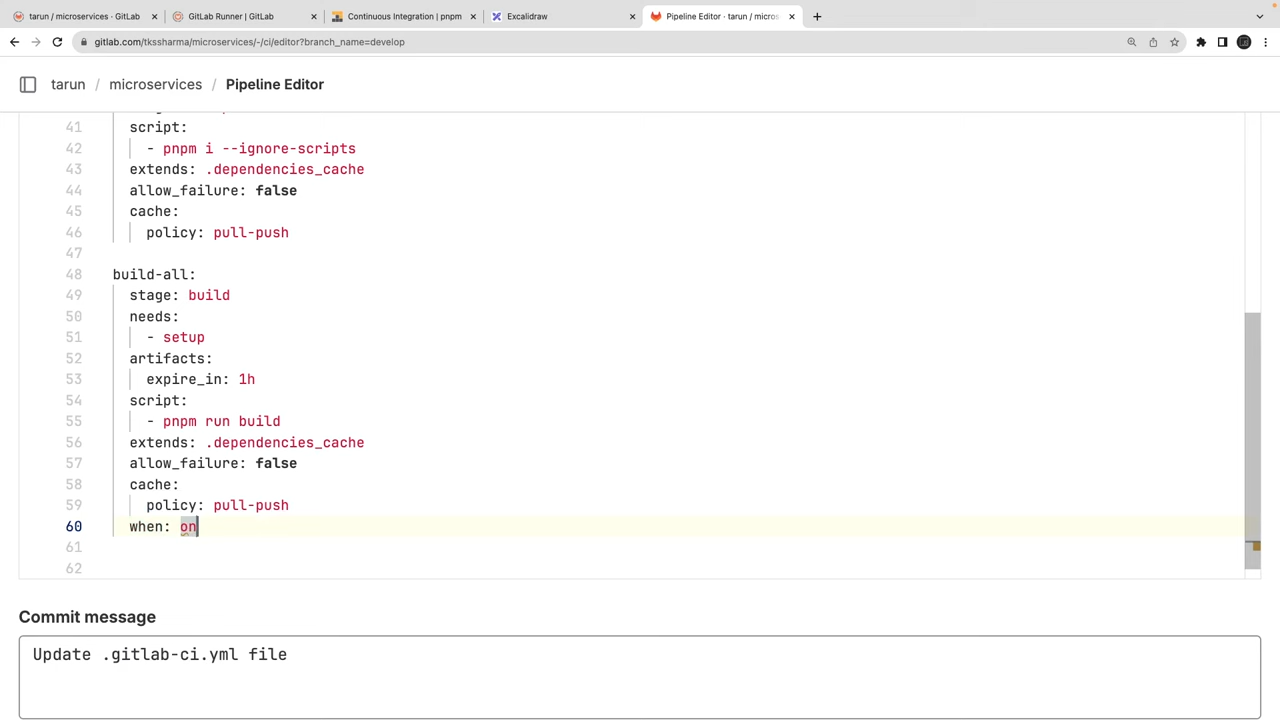 tarun / microservices · GitLab
GitLab Runner | GitLab
Continuous Integration | pnpm
Excalidraw
Pipeline Editor · tarun / micros
gitlab.com/tkssharma/microservices/-/ci/editor?branch_name=develop
tarun / microservices / Pipeline Editor
41 script:
42 - pnpm i --ignore-scripts
43 extends: .dependencies_cache
44 allow_failure: false
45 cache:
46 policy: pull-push
47
48 build-all:
49 stage: build
50 needs:
51 - setup
52 artifacts:
53 expire_in: 1h
54 script:
55 - pnpm run build
56 extends: .dependencies_cache
57 allow_failure: false
58 cache:
59 policy: pull-push
60 when: on
61
62
Commit message
Update .gitlab-ci.yml file